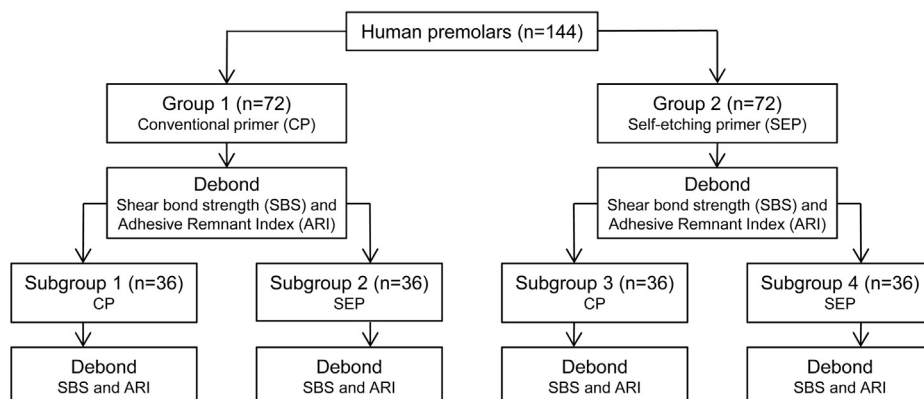 Human premolars (n=144)
Group 1 (n=72)
Conventional primer (CP)
Group 2 (n=72)
Self-etching primer (SEP)
Debond
Shear bond strength (SBS) and
Adhesive Remnant Index (ARI)
Debond
Shear bond strength (SBS) and
Adhesive Remnant Index (ARI)
Subgroup 1 (n=36)
CP
Subgroup 2 (n=36)
SEP
Subgroup 3 (n=36)
CP
Subgroup 4 (n=36)
SEP
Debond
SBS and ARI
Debond
SBS and ARI
Debond
SBS and ARI
Debond
SBS and ARI